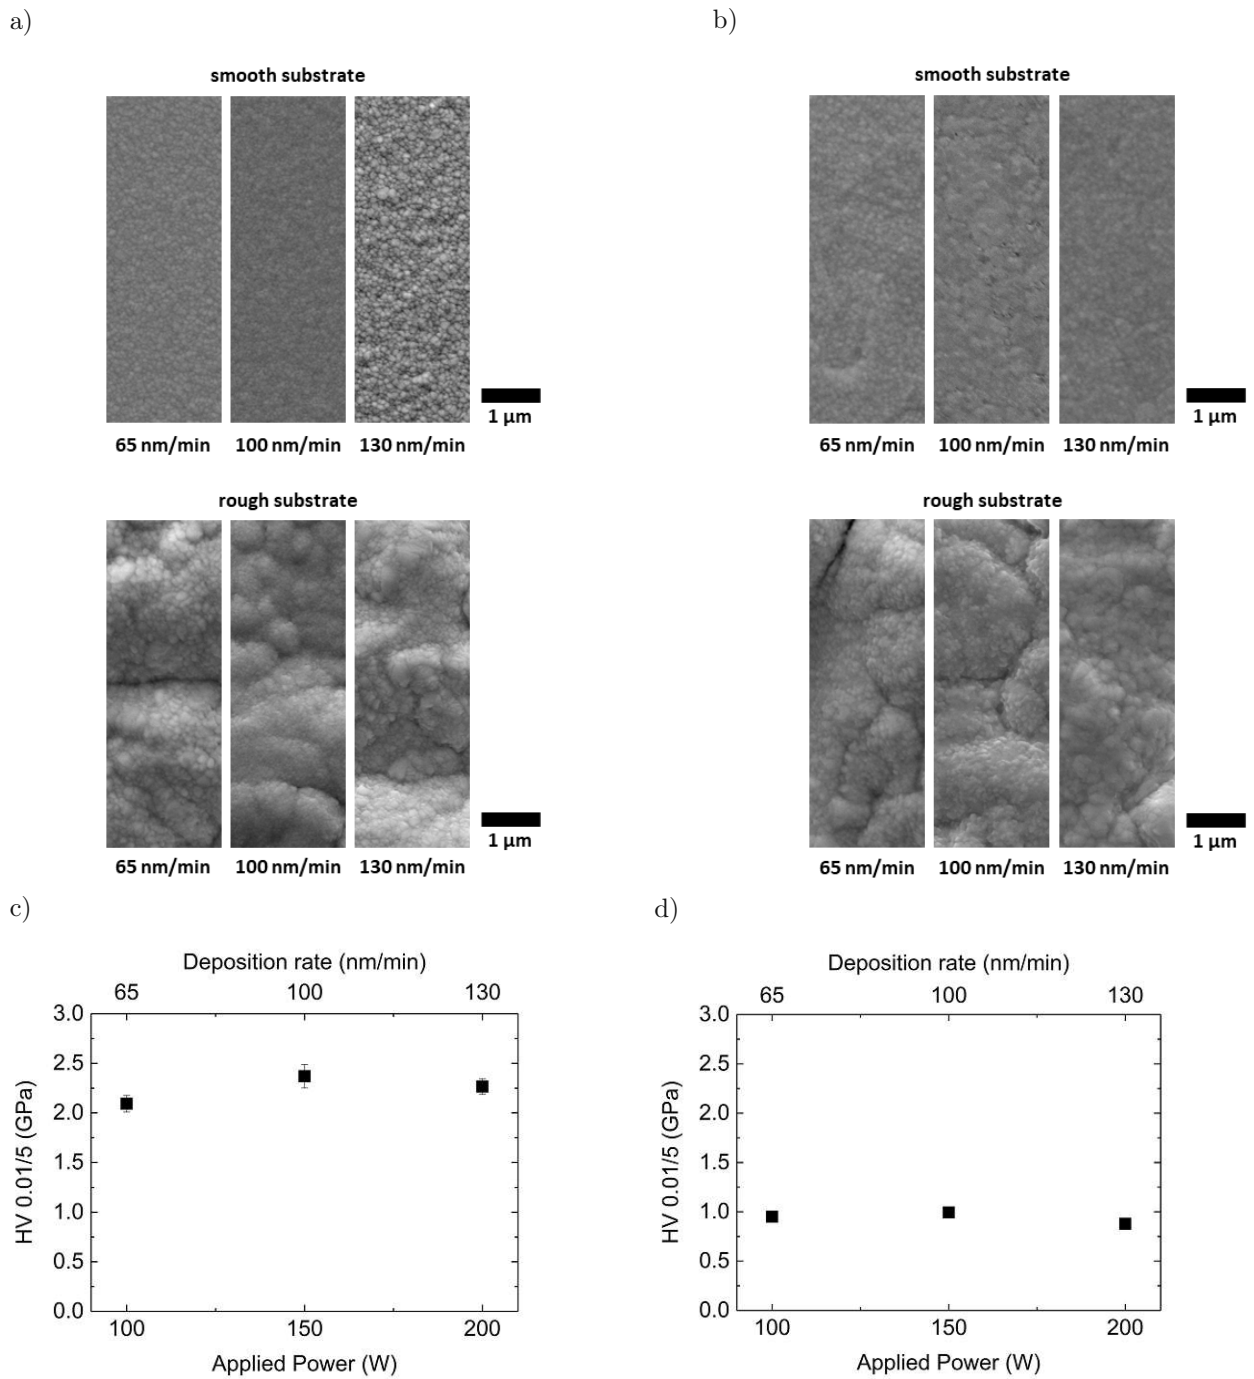 a)
b)
smooth substrate
smooth substrate
1 μm
1 μm
65 nm/min 100 nm/min 130 nm/min
65 nm/min 100 nm/min 130 nm/min
rough substrate
rough substrate
1 μm
1 μm
65 nm/min 100 nm/min 130 nm/min
65 nm/min 100 nm/min 130 nm/min
c)
d)
Deposition rate (nm/min)
65 100 130
3.0
2.5
2.0
1.5
1.0
0.5
0.0
HV 0.01/5 (GPa)
100 150 200
Applied Power (W)
Deposition rate (nm/min)
65 100 130
3.0
2.5
2.0
1.5
1.0
0.5
0.0
HV 0.01/5 (GPa)
100 150 200
Applied Power (W)